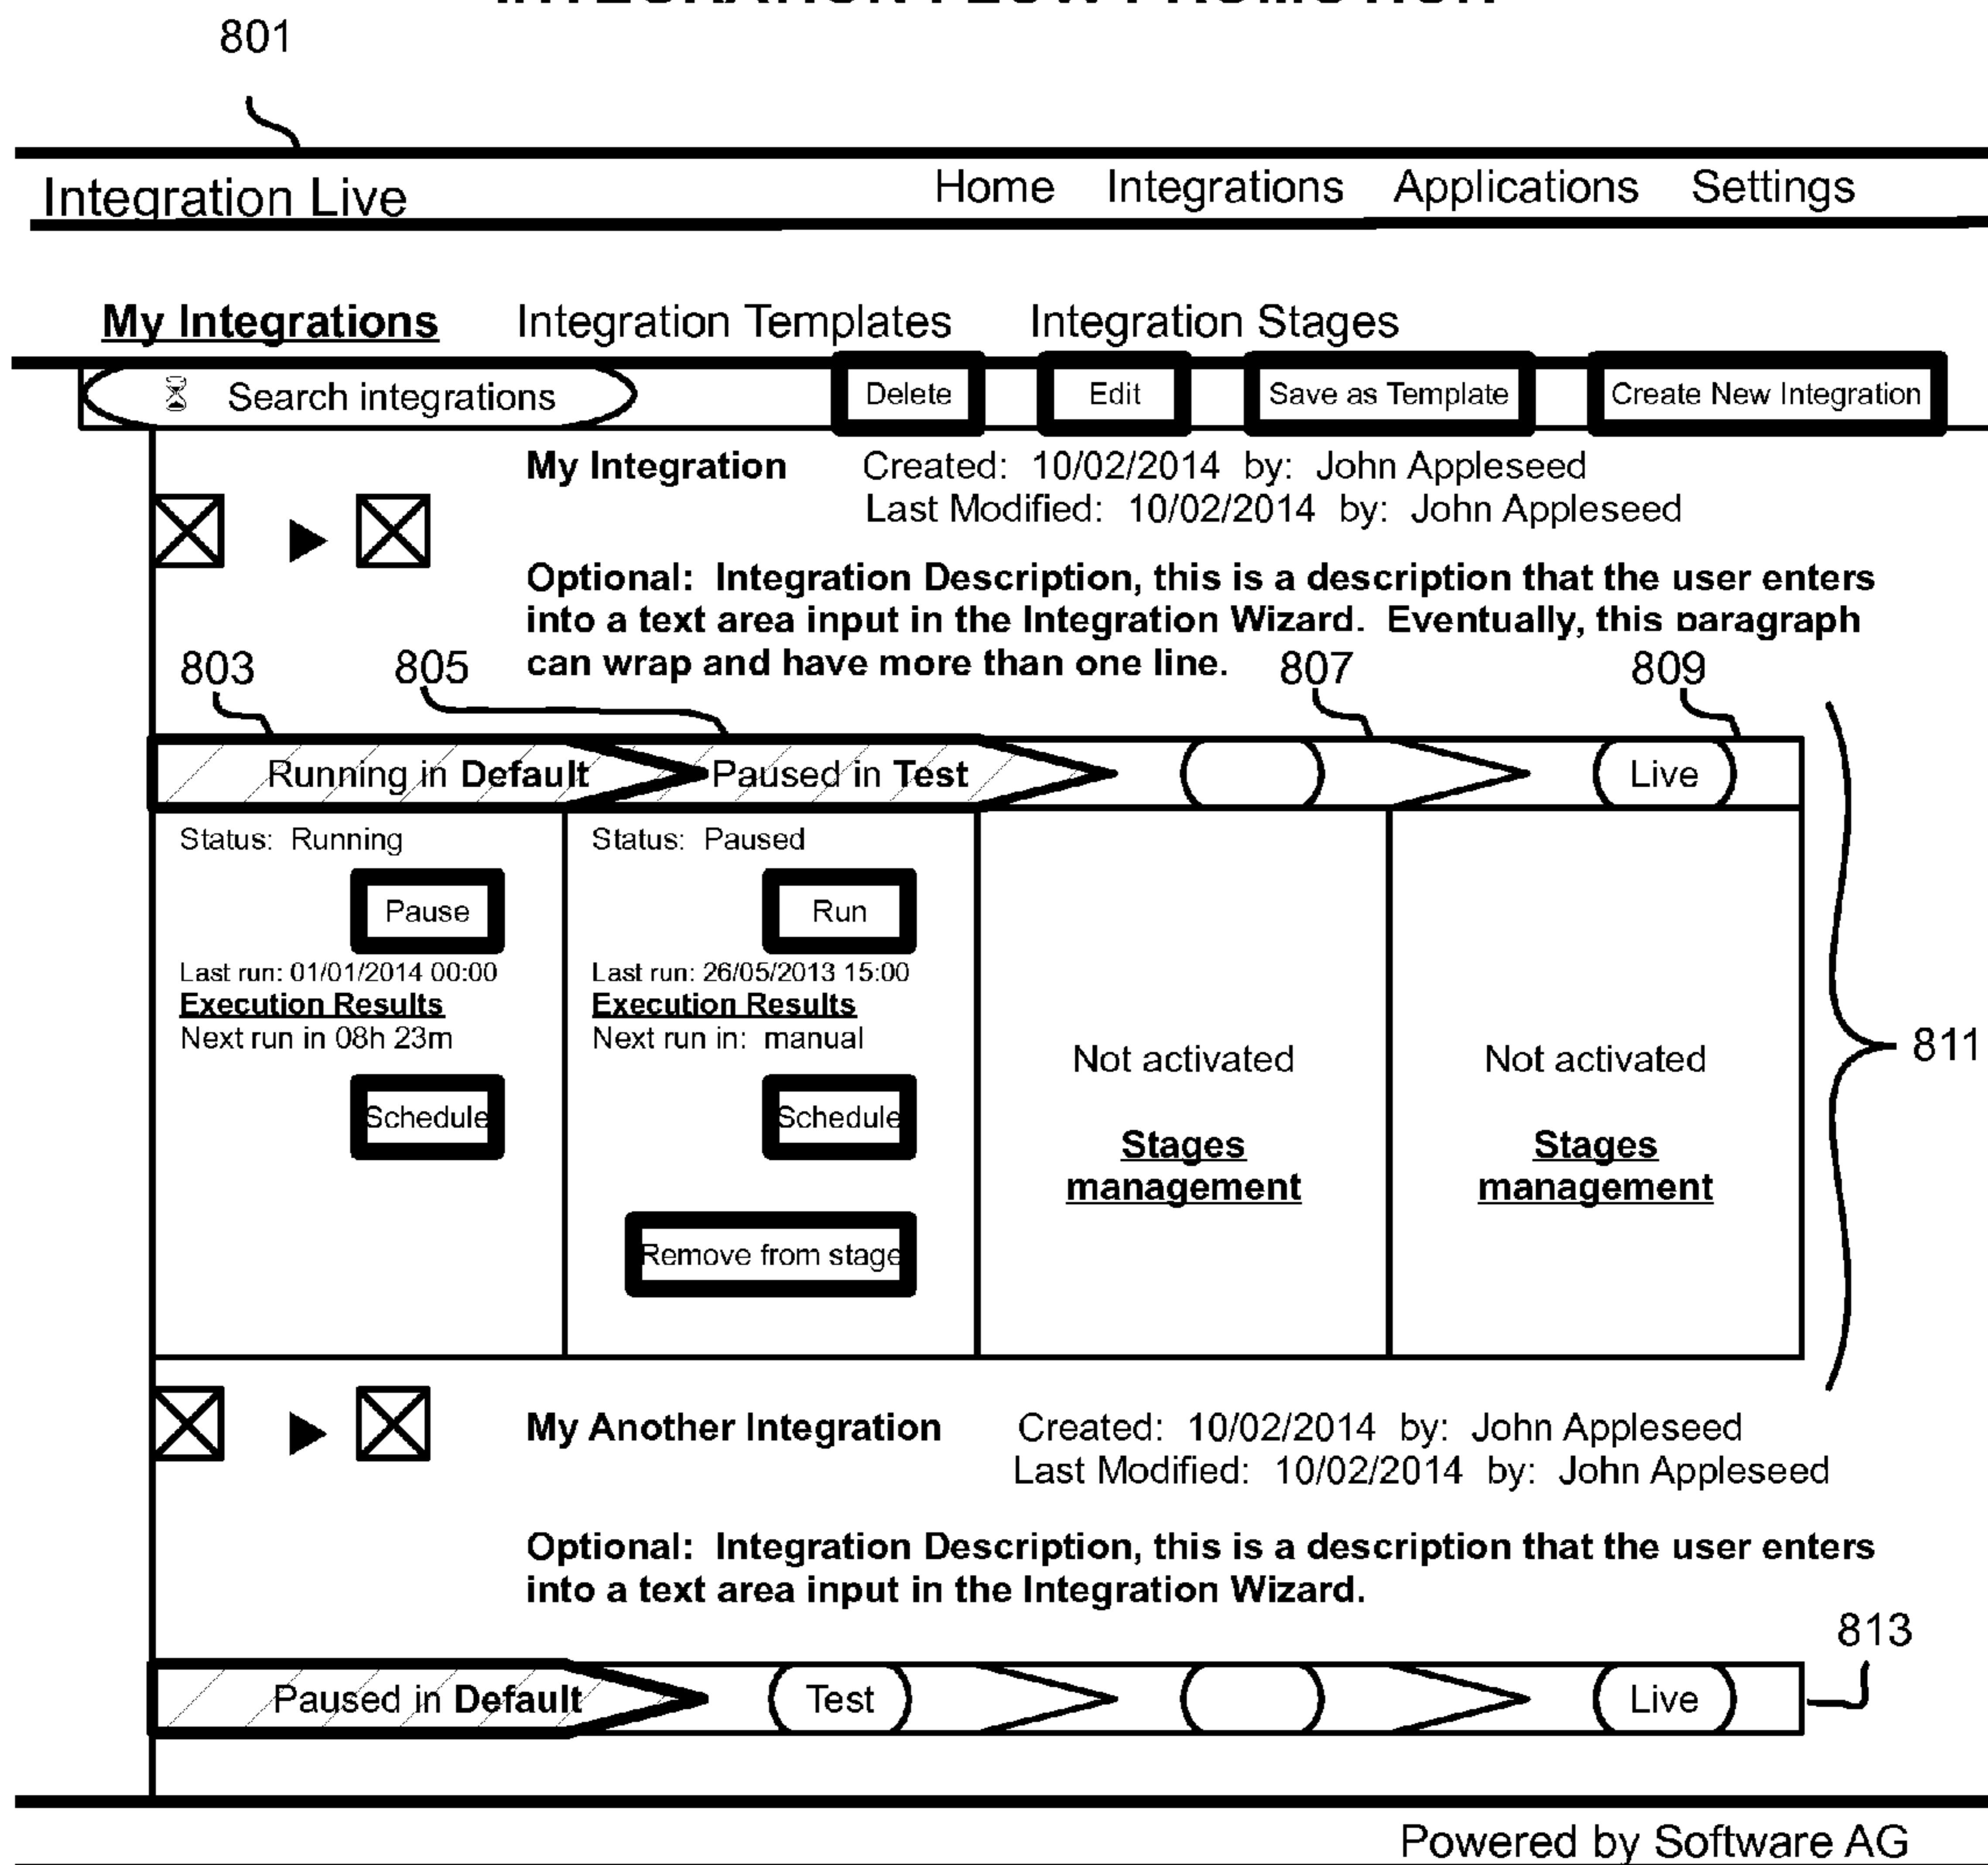 801
Integration Live Home Integrations Applications Settings
My Integrations Integration Templates Integration Stages
Search integrations Delete Edit Save as Template Create New Integration
My Integration Created: 10/02/2014 by: John Appleseed
Last Modified: 10/02/2014 by: John Appleseed
Optional: Integration Description, this is a description that the user enters
into a text area input in the Integration Wizard. Eventually, this paragraph
can wrap and have more than one line.
803 805 807 809
Running in Default Paused in Test Live
Status: Running Status: Paused
Pause Run
Last run: 01/01/2014 00:00 Last run: 26/05/2013 15:00
Execution Results Execution Results
Next run in 08h 23m Next run in: manual
Not activated Not activated
811
Schedule Schedule
Stages Stages
management management
Remove from stage
My Another Integration Created: 10/02/2014 by: John Appleseed
Last Modified: 10/02/2014 by: John Appleseed
Optional: Integration Description, this is a description that the user enters
into a text area input in the Integration Wizard.
813
Paused in Default Test Live
Powered by Software AG